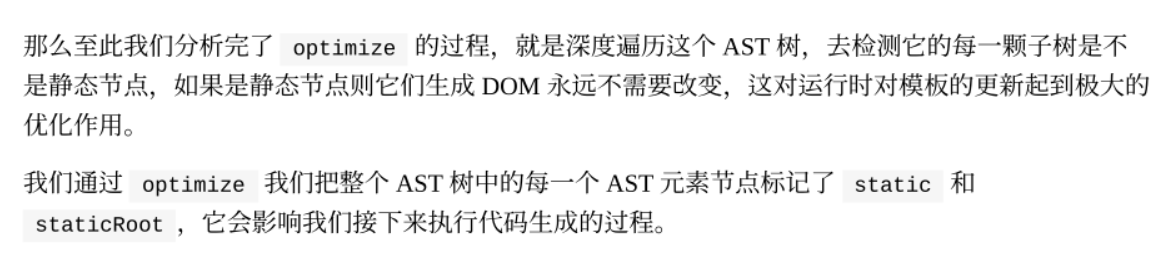 那么至此我们分析完了 optimize 的过程，就是深度遍历这个 AST 树，去检测它的每一颗子树是不
是静态节点，如果是静态节点则它们生成 DOM 永远不需要改变，这对运行时对模板的更新起到极大的
优化作用。
我们通过 optimize 我们把整个 AST 树中的每一个 AST 元素节点标记了 static 和
staticRoot，它会影响我们接下来执行代码生成的过程。